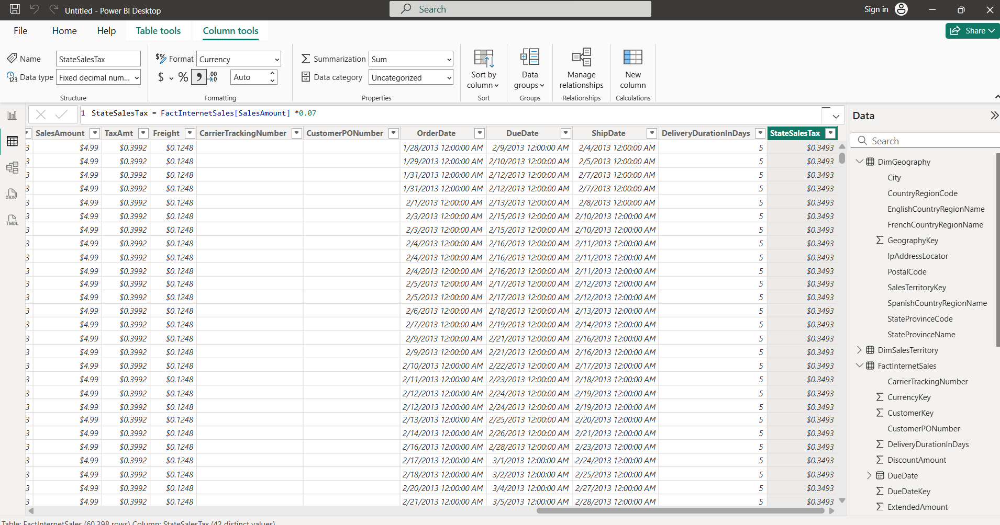 Untitled - Power BI Desktop
Search
Sign in
File
Home
Help
Table tools
Column tools
Share
Name
StateSalesTax
Data type
Fixed decimal num...
Structure
Format
Currency
$
%
,
.00
Auto
Formatting
Summarization
Sum
Data category
Uncategorized
Properties
Sort by
column
Sort
Data
groups
Groups
Manage
relationships
Relationships
New
column
Calculations
1 StateSalesTax = FactInternetSales[SalesAmount] *0.07
SalesAmount TaxAmt Freight CarrierTrackingNumber CustomerPONumber OrderDate DueDate ShipDate DeliveryDurationInDays StateSalesTax
3 $4.99 $0.3992 $0.1248 1/28/2013 12:00:00 AM 2/9/2013 12:00:00 AM 2/4/2013 12:00:00 AM 5 $0.3493
3 $4.99 $0.3992 $0.1248 1/29/2013 12:00:00 AM 2/10/2013 12:00:00 AM 2/5/2013 12:00:00 AM 5 $0.3493
3 $4.99 $0.3992 $0.1248 1/31/2013 12:00:00 AM 2/12/2013 12:00:00 AM 2/7/2013 12:00:00 AM 5 $0.3493
3 $4.99 $0.3992 $0.1248 1/31/2013 12:00:00 AM 2/12/2013 12:00:00 AM 2/7/2013 12:00:00 AM 5 $0.3493
3 $4.99 $0.3992 $0.1248 2/1/2013 12:00:00 AM 2/13/2013 12:00:00 AM 2/8/2013 12:00:00 AM 5 $0.3493
3 $4.99 $0.3992 $0.1248 2/3/2013 12:00:00 AM 2/15/2013 12:00:00 AM 2/10/2013 12:00:00 AM 5 $0.3493
3 $4.99 $0.3992 $0.1248 2/3/2013 12:00:00 AM 2/15/2013 12:00:00 AM 2/10/2013 12:00:00 AM 5 $0.3493
3 $4.99 $0.3992 $0.1248 2/4/2013 12:00:00 AM 2/16/2013 12:00:00 AM 2/11/2013 12:00:00 AM 5 $0.3493
3 $4.99 $0.3992 $0.1248 2/4/2013 12:00:00 AM 2/16/2013 12:00:00 AM 2/11/2013 12:00:00 AM 5 $0.3493
3 $4.99 $0.3992 $0.1248 2/4/2013 12:00:00 AM 2/16/2013 12:00:00 AM 2/11/2013 12:00:00 AM 5 $0.3493
3 $4.99 $0.3992 $0.1248 2/5/2013 12:00:00 AM 2/17/2013 12:00:00 AM 2/12/2013 12:00:00 AM 5 $0.3493
3 $4.99 $0.3992 $0.1248 2/5/2013 12:00:00 AM 2/17/2013 12:00:00 AM 2/12/2013 12:00:00 AM 5 $0.3493
3 $4.99 $0.3992 $0.1248 2/6/2013 12:00:00 AM 2/18/2013 12:00:00 AM 2/13/2013 12:00:00 AM 5 $0.3493
3 $4.99 $0.3992 $0.1248 2/7/2013 12:00:00 AM 2/19/2013 12:00:00 AM 2/14/2013 12:00:00 AM 5 $0.3493
3 $4.99 $0.3992 $0.1248 2/9/2013 12:00:00 AM 2/21/2013 12:00:00 AM 2/16/2013 12:00:00 AM 5 $0.3493
3 $4.99 $0.3992 $0.1248 2/9/2013 12:00:00 AM 2/21/2013 12:00:00 AM 2/16/2013 12:00:00 AM 5 $0.3493
3 $4.99 $0.3992 $0.1248 2/10/2013 12:00:00 AM 2/22/2013 12:00:00 AM 2/17/2013 12:00:00 AM 5 $0.3493
3 $4.99 $0.3992 $0.1248 2/11/2013 12:00:00 AM 2/23/2013 12:00:00 AM 2/18/2013 12:00:00 AM 5 $0.3493
3 $4.99 $0.3992 $0.1248 2/12/2013 12:00:00 AM 2/24/2013 12:00:00 AM 2/19/2013 12:00:00 AM 5 $0.3493
3 $4.99 $0.3992 $0.1248 2/12/2013 12:00:00 AM 2/24/2013 12:00:00 AM 2/19/2013 12:00:00 AM 5 $0.3493
3 $4.99 $0.3992 $0.1248 2/13/2013 12:00:00 AM 2/25/2013 12:00:00 AM 2/20/2013 12:00:00 AM 5 $0.3493
3 $4.99 $0.3992 $0.1248 2/14/2013 12:00:00 AM 2/26/2013 12:00:00 AM 2/21/2013 12:00:00 AM 5 $0.3493
3 $4.99 $0.3992 $0.1248 2/16/2013 12:00:00 AM 2/28/2013 12:00:00 AM 2/23/2013 12:00:00 AM 5 $0.3493
3 $4.99 $0.3992 $0.1248 2/17/2013 12:00:00 AM 3/1/2013 12:00:00 AM 2/24/2013 12:00:00 AM 5 $0.3493
3 $4.99 $0.3992 $0.1248 2/18/2013 12:00:00 AM 3/2/2013 12:00:00 AM 2/25/2013 12:00:00 AM 5 $0.3493
3 $4.99 $0.3992 $0.1248 2/20/2013 12:00:00 AM 3/4/2013 12:00:00 AM 2/27/2013 12:00:00 AM 5 $0.3493
3 $4.99 $0.3992 $0.1248 2/21/2013 12:00:00 AM 3/5/2013 12:00:00 AM 2/28/2013 12:00:00 AM 5 $0.3493
DAX
TMDL
Data
Search
DimGeography
City
CountryRegionCode
EnglishCountryRegionName
FrenchCountryRegionName
GeographyKey
IpAddressLocator
PostalCode
SalesTerritoryKey
SpanishCountryRegionName
StateProvinceCode
StateProvinceName
DimSalesTerritory
FactInternetSales
CarrierTrackingNumber
CurrencyKey
CustomerKey
CustomerPONumber
DeliveryDurationInDays
DiscountAmount
DueDate
DueDateKey
ExtendedAmount
Table: FactInternetSales (60,398 rows) Column: StateSalesTax (42 distinct values)